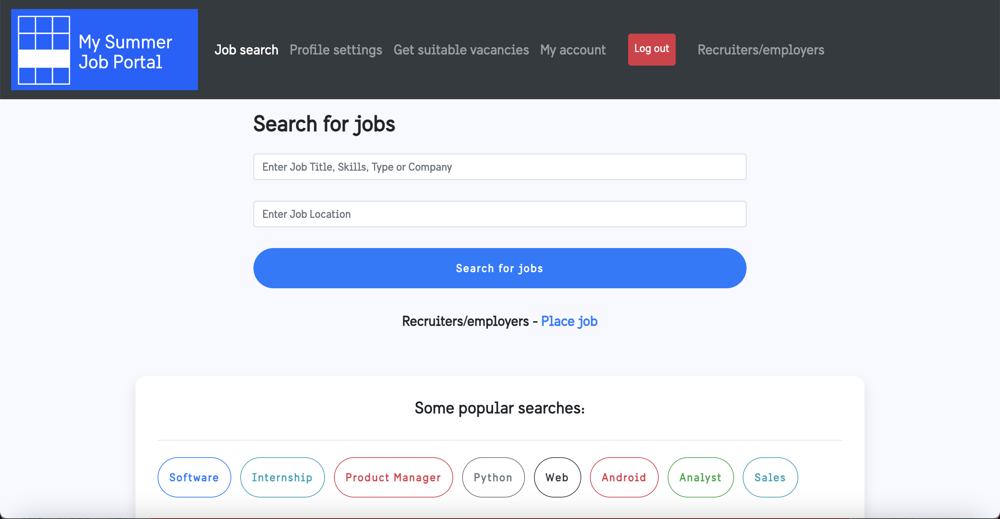 My Summer
Job Portal
Job search Profile settings Get suitable vacancies My account Log out Recruiters/employers
Search for jobs
Enter Job Title, Skills, Type or Company
Enter Job Location
Search for jobs
Recruiters/employers - Place job
Some popular searches:
Software Internship Product Manager Python Web Android Analyst Sales